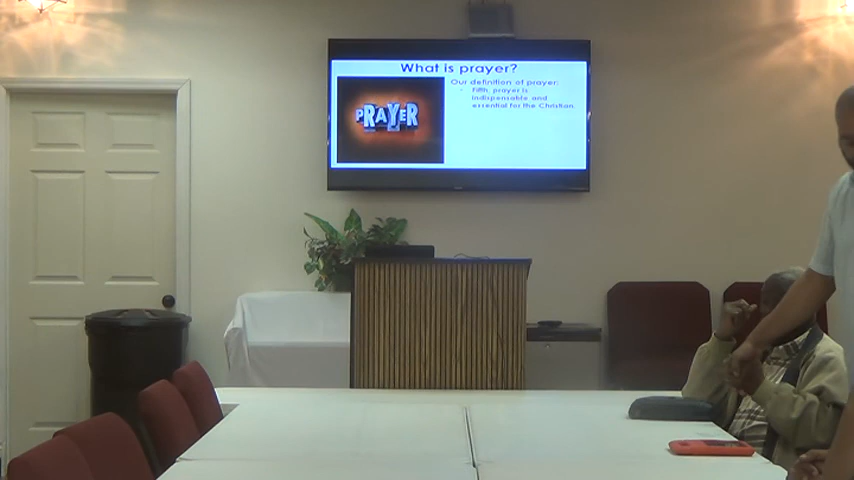 What is prayer?
Our definition of prayer:
- Fifth, prayer is
indispensable and
essential for the Christian.
PRAYER